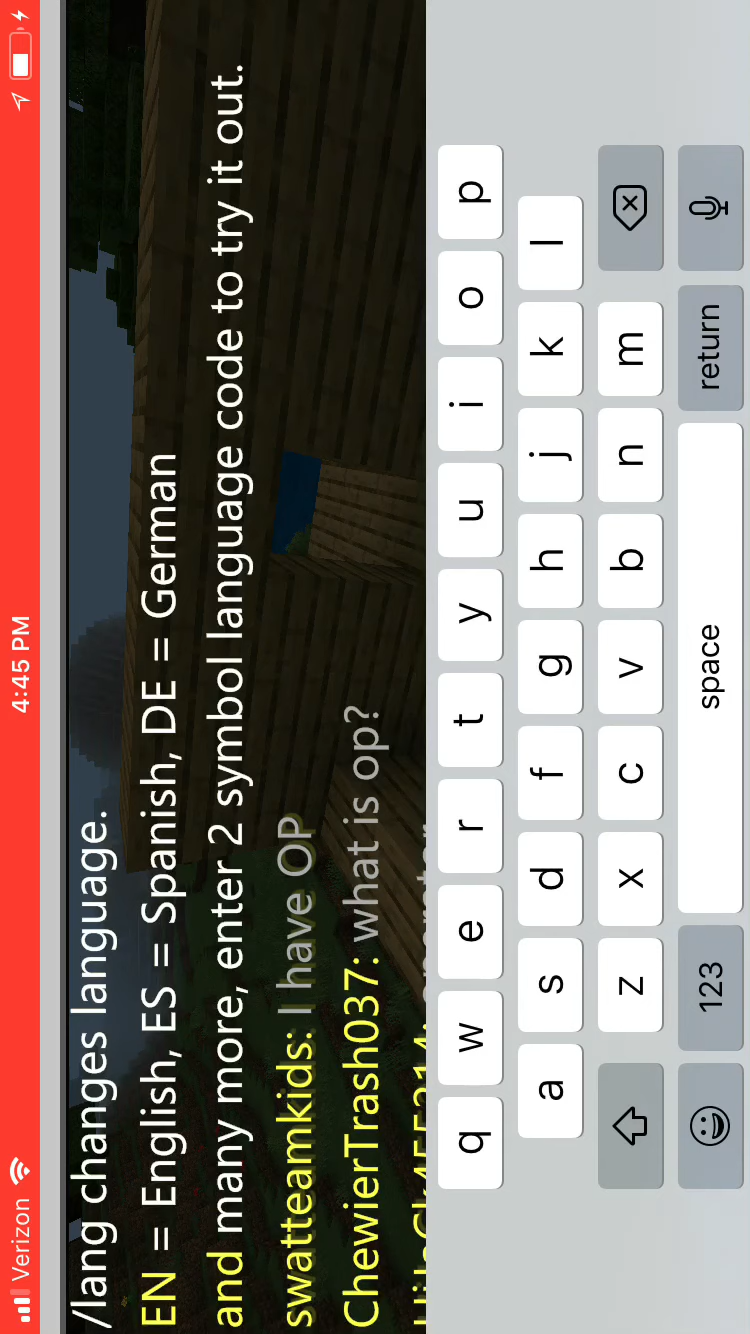 Verizon 4:45 PM
/lang changes language.
EN = English, ES = Spanish, DE = German
and many more, enter 2 symbol language code to try it out.
swatteamkids: I have OP
ChewierTrash037: what is op?
q w e r t y u i o p
a s d f g h j k l
z x c v b n m
123 space return